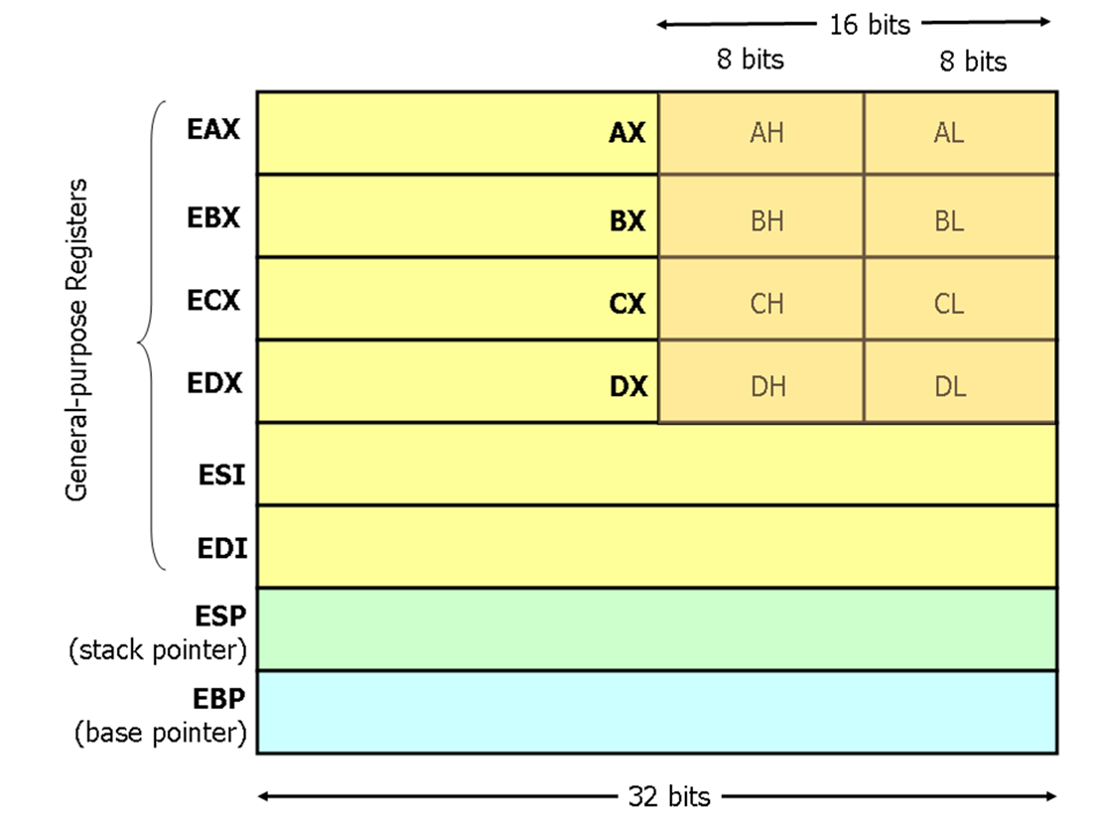 16 bits
8 bits 8 bits
EAX AX AH AL
EBX BX BH BL
ECX CX CH CL
EDX DX DH DL
ESI
EDI
General-purpose Registers
ESP
(stack pointer)
EBP
(base pointer)
32 bits